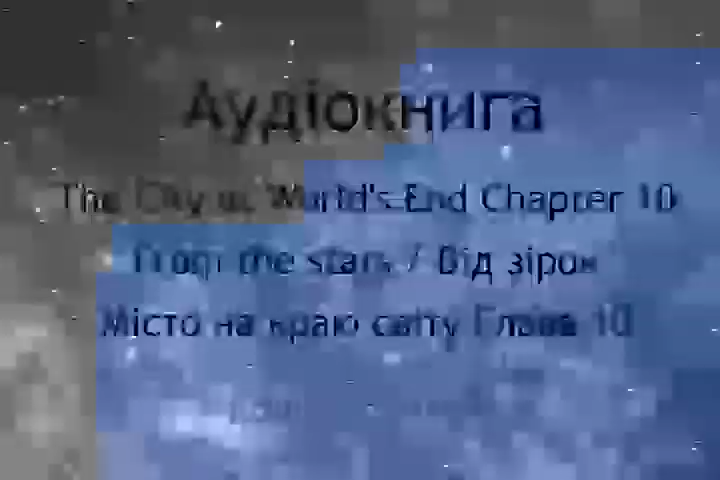 Аудіокнига
The City at World's End Chapter 10
From the stars / Від зірок
Місто на краю світу Глава 10